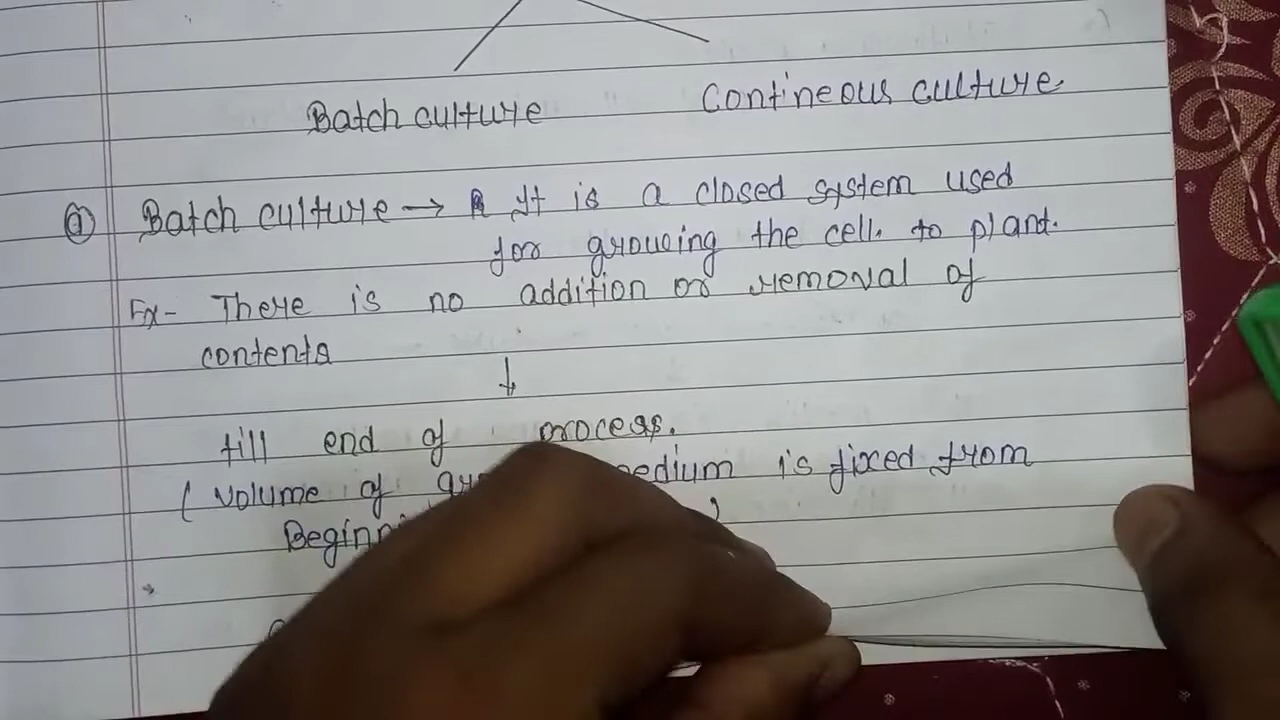 Batch culture Contineous culture
(a) Batch culture → It is a closed system used
for growing the cell. to plant.
Ex- There is no addition or removal of
contents
↓
till end of process.
( volume of medium is fixed from
)